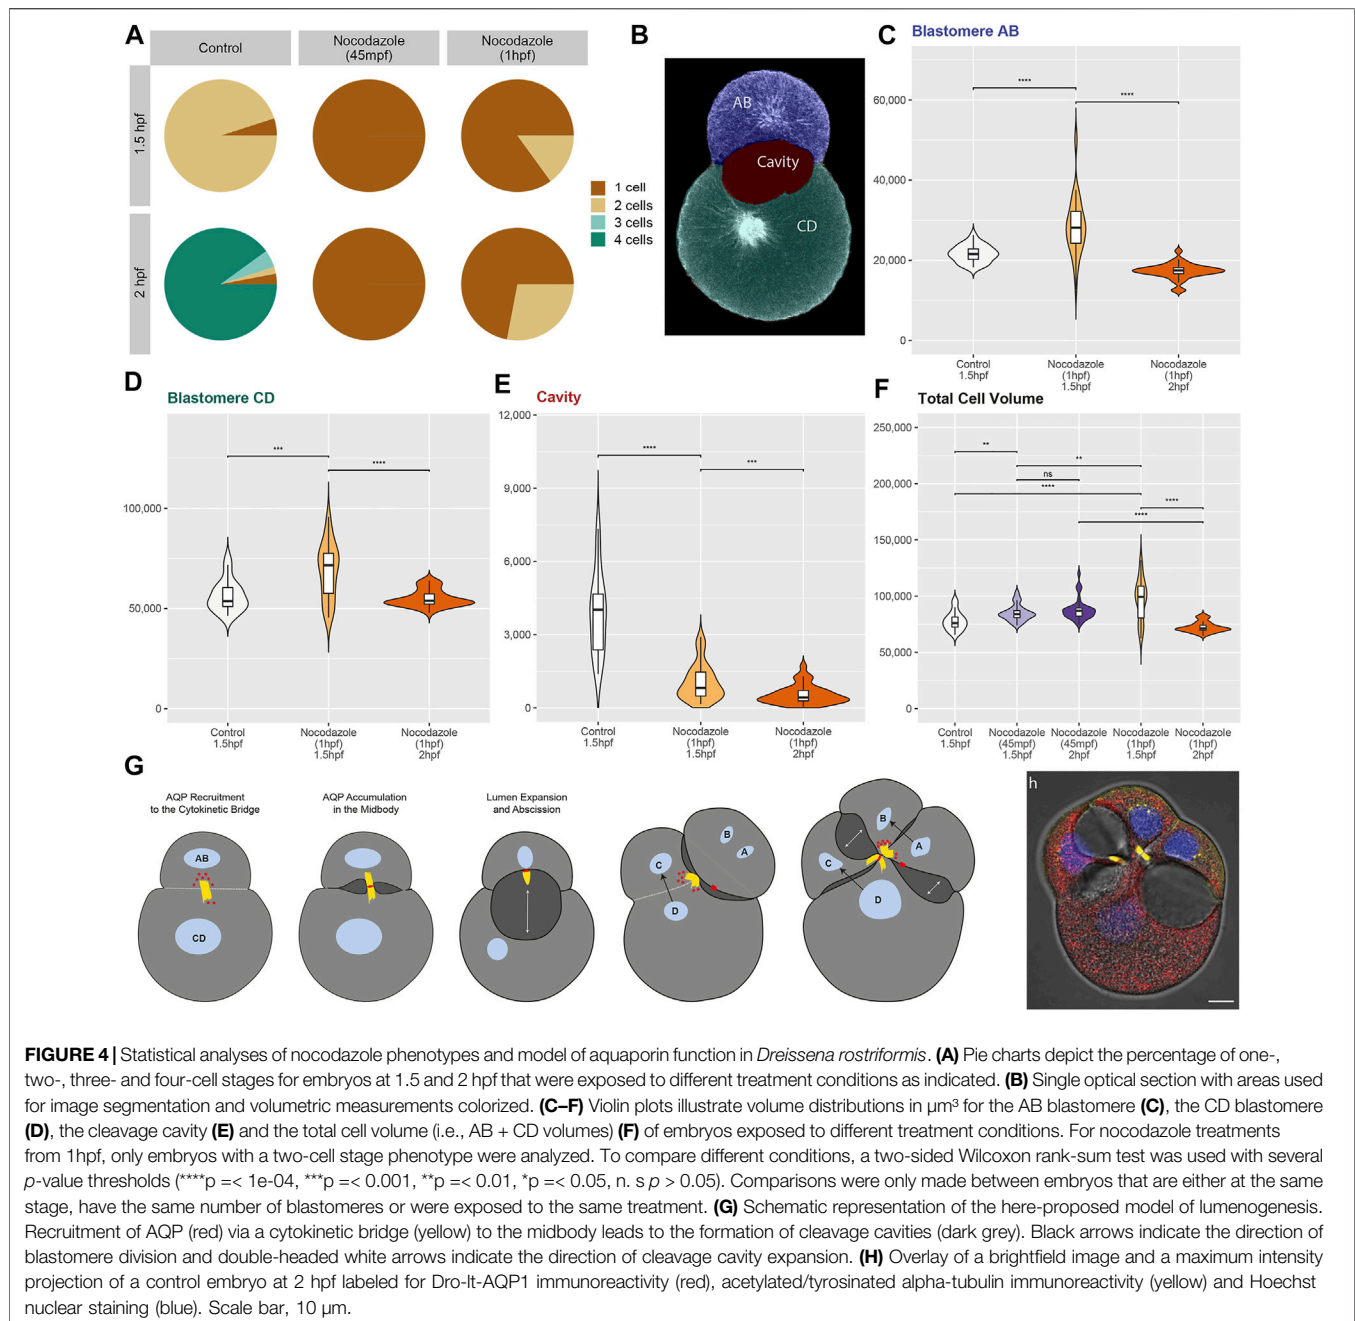 A
Control
Nocodazole
(45mpf)
Nocodazole
(1hpf)
1.5 hpf
2 hpf
1 cell
2 cells
3 cells
4 cells
B
AB
Cavity
CD
C
Blastomere AB
****
****
60,000
40,000
20,000
0
Control
1.5hpf
Nocodazole
(1hpf)
1.5hpf
Nocodazole
(1hpf)
2hpf
D
Blastomere CD
***
****
100,000
50,000
0
Control
1.5hpf
Nocodazole
(1hpf)
1.5hpf
Nocodazole
(1hpf)
2hpf
E
Cavity
12,000
****
***
9,000
6,000
3,000
0
Control
1.5hpf
Nocodazole
(1hpf)
1.5hpf
Nocodazole
(1hpf)
2hpf
F
Total Cell Volume
250,000
**
**
ns
****
****
****
200,000
150,000
100,000
50,000
0
Control
1.5hpf
Nocodazole
(45mpf)
1.5hpf
Nocodazole
(45mpf)
2hpf
Nocodazole
(1hpf)
1.5hpf
Nocodazole
(1hpf)
2hpf
G
AQP Recruitment
to the Cytokinetic Bridge
AQP Accumulation
in the Midbody
Lumen Expansion
and Abscission
AB
CD
B
A
C
D
B
A
C
D
h
FIGURE 4 | Statistical analyses of nocodazole phenotypes and model of aquaporin function in Dreissena rostriformis. (A) Pie charts depict the percentage of one-,
two-, three- and four-cell stages for embryos at 1.5 and 2 hpf that were exposed to different treatment conditions as indicated. (B) Single optical section with areas used
for image segmentation and volumetric measurements colorized. (C–F) Violin plots illustrate volume distributions in µm³ for the AB blastomere (C), the CD blastomere
(D), the cleavage cavity (E) and the total cell volume (i.e., AB + CD volumes) (F) of embryos exposed to different treatment conditions. For nocodazole treatments
from 1hpf, only embryos with a two-cell stage phenotype were analyzed. To compare different conditions, a two-sided Wilcoxon rank-sum test was used with several
p-value thresholds (****p =< 1e-04, ***p =< 0.001, **p =< 0.01, *p =< 0.05, n. s p > 0.05). Comparisons were only made between embryos that are either at the same
stage, have the same number of blastomeres or were exposed to the same treatment. (G) Schematic representation of the here-proposed model of lumenogenesis.
Recruitment of AQP (red) via a cytokinetic bridge (yellow) to the midbody leads to the formation of cleavage cavities (dark grey). Black arrows indicate the direction of
blastomere division and double-headed white arrows indicate the direction of cleavage cavity expansion. (H) Overlay of a brightfield image and a maximum intensity
projection of a control embryo at 2 hpf labeled for Dro-lt-AQP1 immunoreactivity (red), acetylated/tyrosinated alpha-tubulin immunoreactivity (yellow) and Hoechst
nuclear staining (blue). Scale bar, 10 µm.